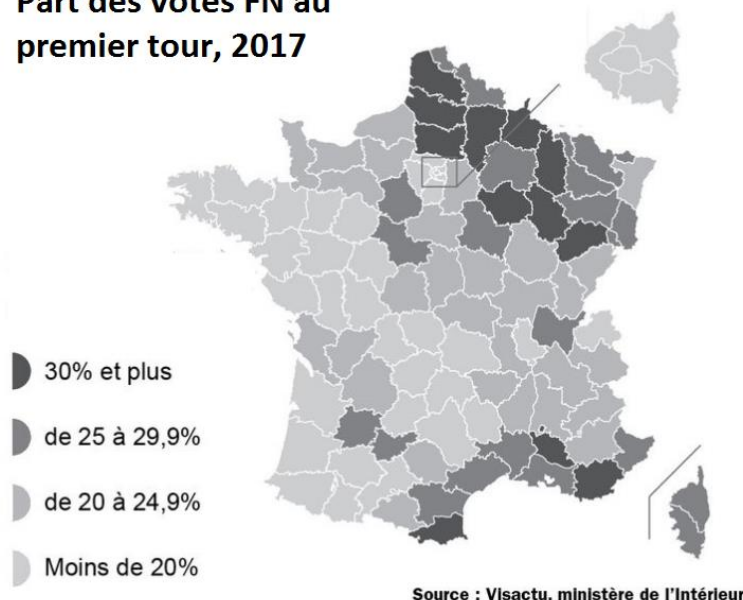 Part des votes FN au
premier tour, 2017
30% et plus
de 25 à 29,9%
de 20 à 24,9%
Moins de 20%
Source : Visactu, ministère de l'Intérieur